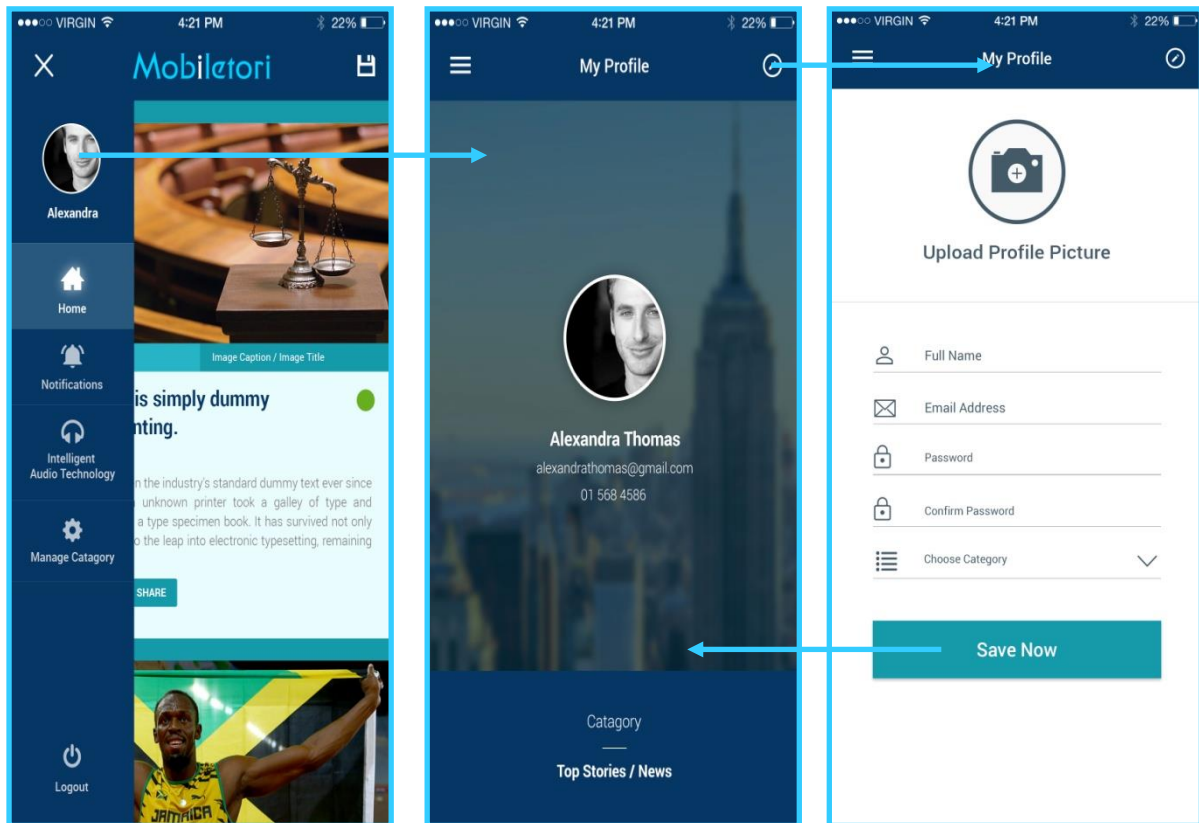 VIRGIN 4:21 PM 22%
Mobiletori
Alexandra
Home
Notifications
Intelligent
Audio Technology
Manage Catagory
Logout
Image Caption / Image Title
is simply dummy
nting.
n the industry's standard dummy text ever since
unknown printer took a galley of type and
a type specimen book. It has survived not only
o the leap into electronic typesetting, remaining
SHARE
JAMAICA
VIRGIN 4:21 PM 22%
My Profile
Alexandra Thomas
alexandrathomas@gmail.com
01 568 4586
Catagory
Top Stories / News
VIRGIN 4:21 PM 22%
My Profile
Upload Profile Picture
Full Name
Email Address
Password
Confirm Password
Choose Category
Save Now